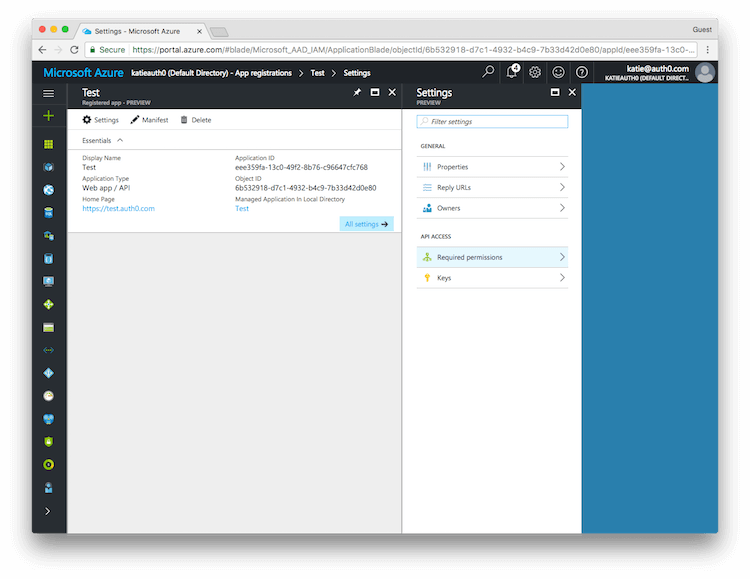 Settings - Microsoft Azure
Guest
Secure
https://portal.azure.com/#blade/Microsoft_AAD_IAM/ApplicationBlade/objectId/6b532918-d7c1-4932-b4c9-7b33d42d0e80/appId/eee359fa-13c0-...
Microsoft Azure katieauth0 (Default Directory) - App registrations > Test > Settings
4
katie@auth0.com
KATIEAUTH0 (DEFAULT DIRECT...
Test
Registered app - PREVIEW
Settings Manifest Delete
Essentials
Display Name
Test
Application ID
eee359fa-13c0-49f2-8b76-c96647cfc768
Application Type
Web app / API
Object ID
6b532918-d7c1-4932-b4c9-7b33d42d0e80
Home Page
https://test.auth0.com
Managed Application In Local Directory
Test
All settings →
Settings
PREVIEW
Filter settings
GENERAL
Properties
Reply URLs
Owners
API ACCESS
Required permissions
Keys